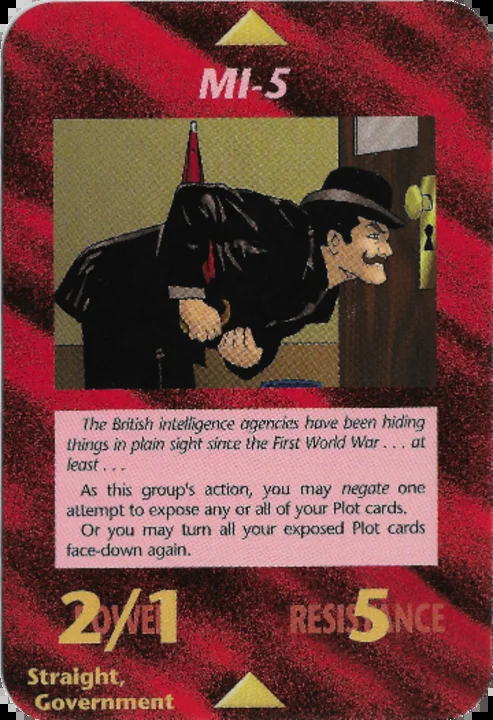 MI-5
The British intelligence agencies have been hiding
things in plain sight since the First World War . . . at
least . . .
As this group's action, you may negate one
attempt to expose any or all of your Plot cards.
Or you may turn all your exposed Plot cards
face-down again.
POWER 2/1
RESISTANCE 5
Straight,
Government